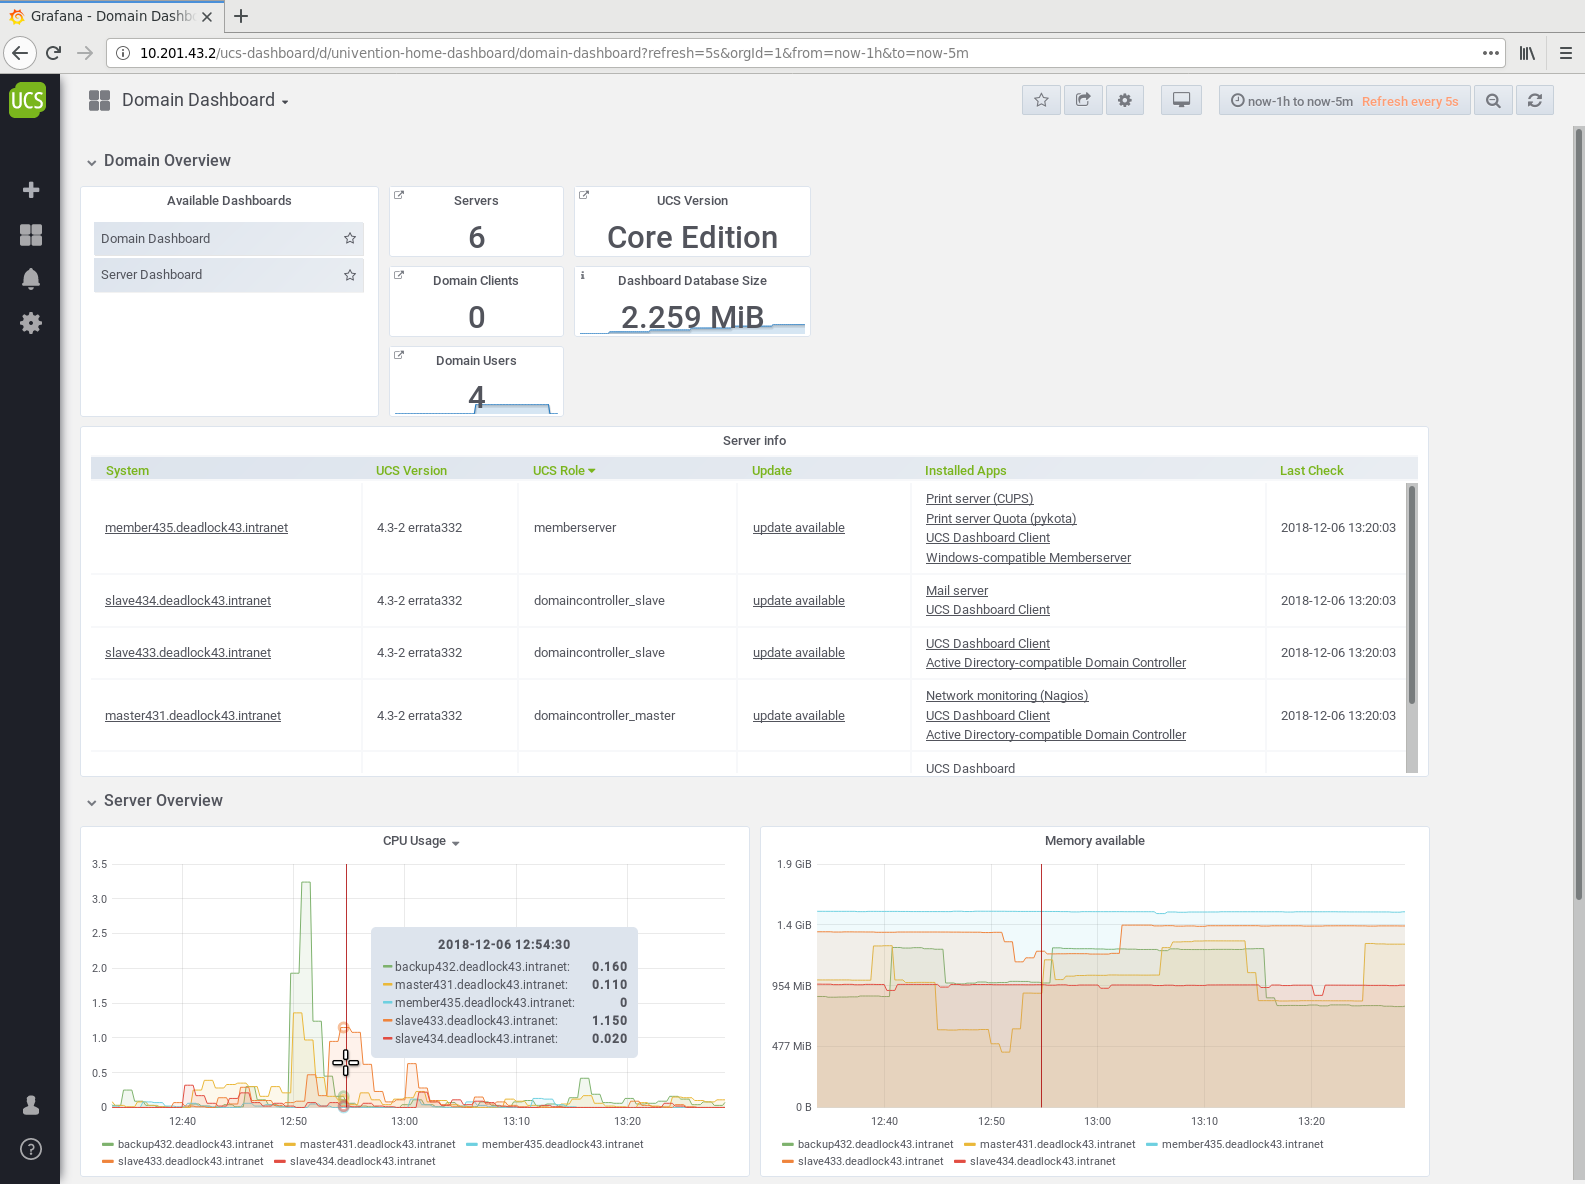 Grafana - Domain Dashb
10.201.43.2/ucs-dashboard/d/univention-home-dashboard/domain-dashboard?refresh=5s&orgId=1&from=now-1h&to=now-5m
UCS
Domain Dashboard
now-1h to now-5m Refresh every 5s
Domain Overview
Available Dashboards
Domain Dashboard
Server Dashboard
Servers
6
UCS Version
Core Edition
Domain Clients
0
Dashboard Database Size
2.259 MiB
Domain Users
4
Server info
System UCS Version UCS Role Update Installed Apps Last Check
member435.deadlock43.intranet 4.3-2 errata332 memberserver update available
Print server (CUPS)
Print server Quota (pykota)
UCS Dashboard Client
Windows-compatible Memberserver
2018-12-06 13:20:03
slave434.deadlock43.intranet 4.3-2 errata332 domaincontroller_slave update available
Mail server
UCS Dashboard Client
2018-12-06 13:20:03
slave433.deadlock43.intranet 4.3-2 errata332 domaincontroller_slave update available
UCS Dashboard Client
Active Directory-compatible Domain Controller
2018-12-06 13:20:03
master431.deadlock43.intranet 4.3-2 errata332 domaincontroller_master update available
Network monitoring (Nagios)
UCS Dashboard Client
Active Directory-compatible Domain Controller
2018-12-06 13:20:03
UCS Dashboard
Server Overview
CPU Usage
3.5
3.0
2.5
2.0
1.5
1.0
0.5
0
12:40 12:50 13:00 13:10 13:20
2018-12-06 12:54:30
backup432.deadlock43.intranet: 0.160
master431.deadlock43.intranet: 0.110
member435.deadlock43.intranet: 0
slave433.deadlock43.intranet: 1.150
slave434.deadlock43.intranet: 0.020
backup432.deadlock43.intranet master431.deadlock43.intranet member435.deadlock43.intranet
slave433.deadlock43.intranet slave434.deadlock43.intranet
Memory available
1.9 GiB
1.4 GiB
954 MiB
477 MiB
0 B
12:40 12:50 13:00 13:10 13:20
backup432.deadlock43.intranet master431.deadlock43.intranet member435.deadlock43.intranet
slave433.deadlock43.intranet slave434.deadlock43.intranet